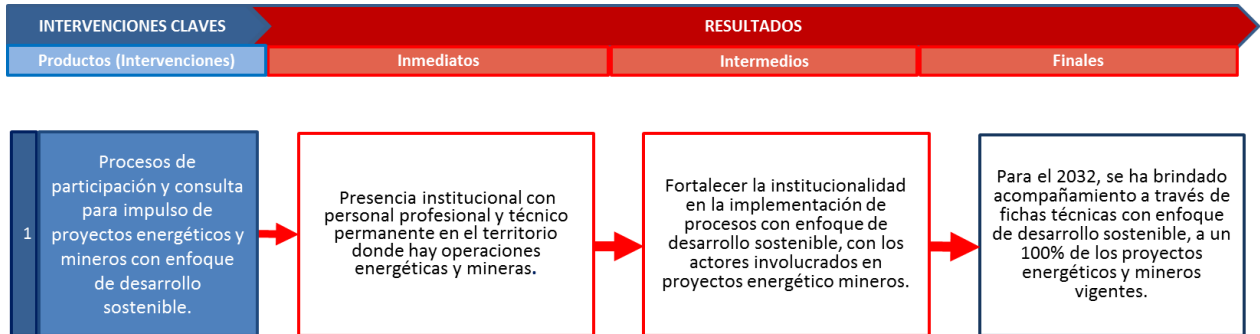 INTERVENCIONES CLAVES
RESULTADOS
Productos (Intervenciones)
Inmediatos
Intermedios
Finales
1
Procesos de
participación y consulta
para impulso de
proyectos energéticos y
mineros con enfoque
de desarrollo
sostenible.
Presencia institucional con
personal profesional y técnico
permanente en el territorio
donde hay operaciones
energéticas y mineras.
Fortalecer la institucionalidad
en la implementación de
procesos con enfoque de
desarrollo sostenible, con los
actores involucrados en
proyectos energético mineros.
Para el 2032, se ha brindado
acompañamiento a través de
fichas técnicas con enfoque
de desarrollo sostenible, a un
100% de los proyectos
energéticos y mineros
vigentes.